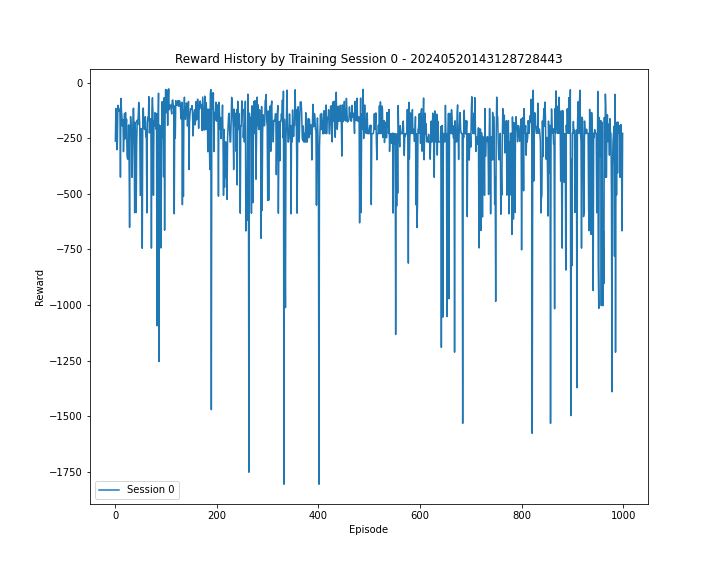 Reward History by Training Session 0 - 20240520143128728443
0
−250
−500
−750
−1000
−1250
−1500
−1750
Reward
Session 0
0 200 400 600 800 1000
Episode